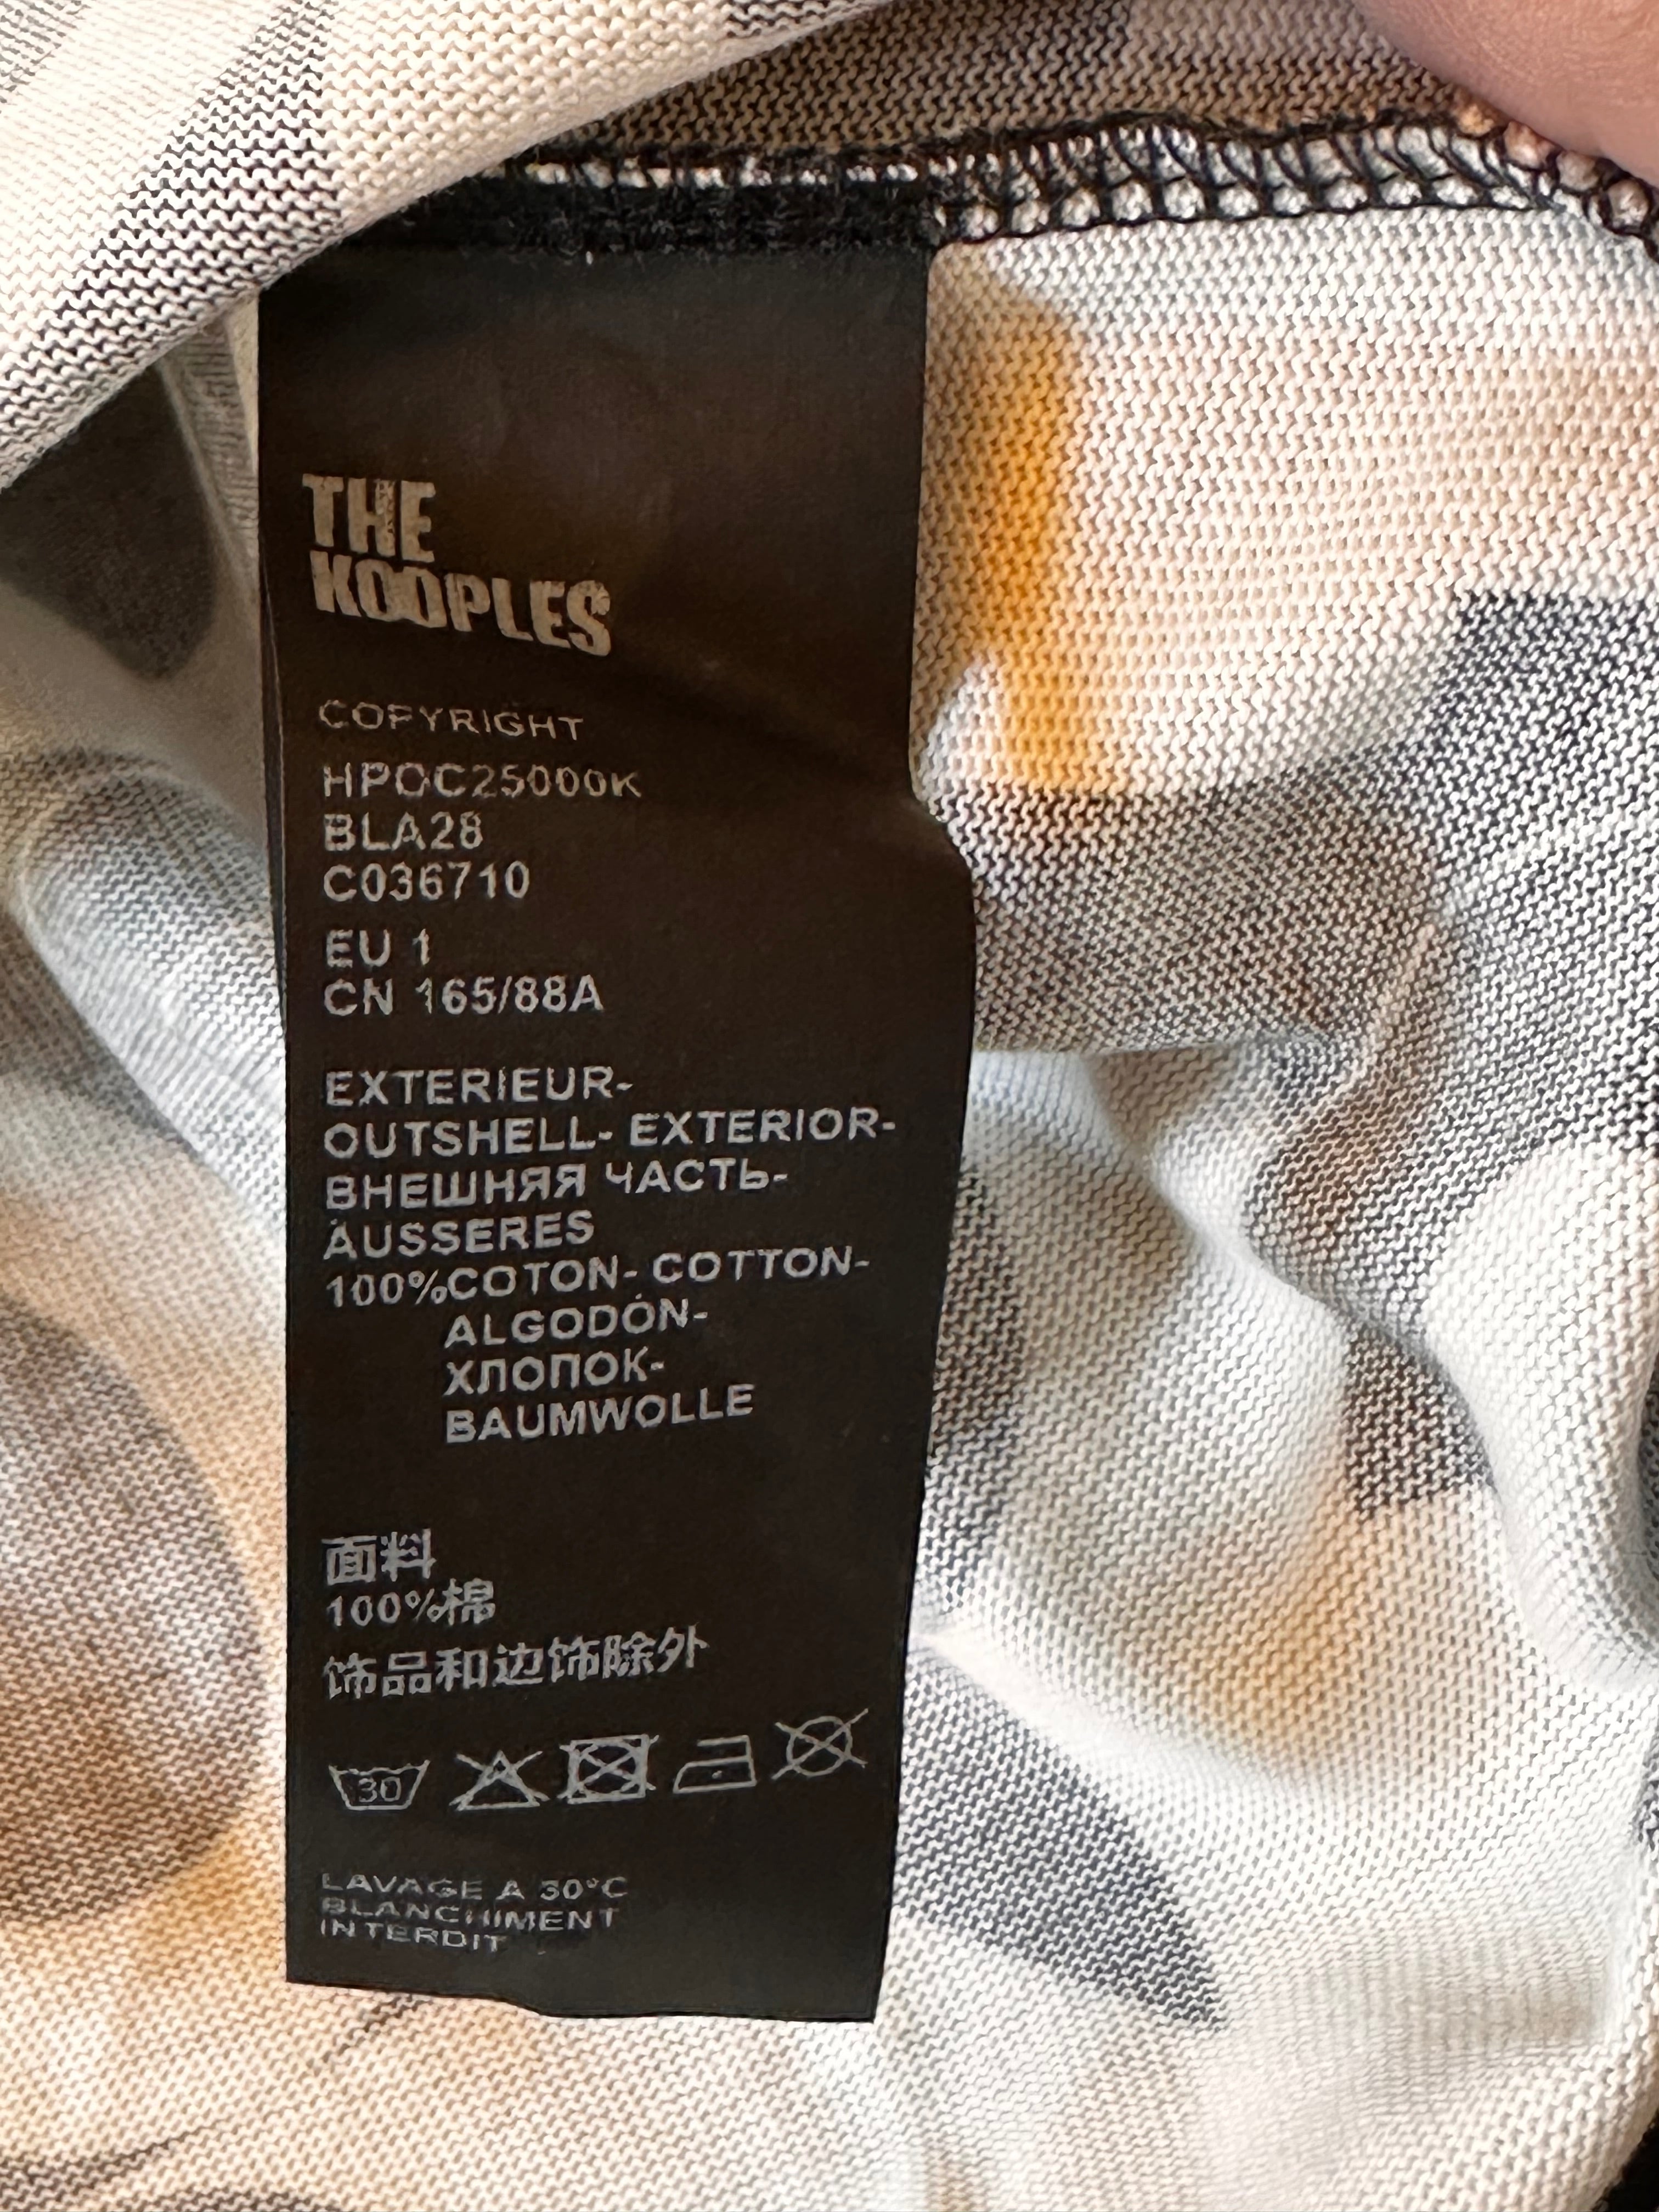 THE
KOOPLES
COPYRIGHT
HPOC25000K
BLA28
C036710
EU 1
CN 165/88A
EXTERIEUR-
OUTSHELL- EXTERIOR-
ВНЕШНЯЯ ЧАСТЬ-
ÄUSSERES
100%COTON- COTTON-
ALGODÓN-
ХЛОПОК-
BAUMWOLLE
面料
100%棉
饰品和边饰除外
30
LAVAGE A 30°C
BLANCHIMENT
INTERDIT